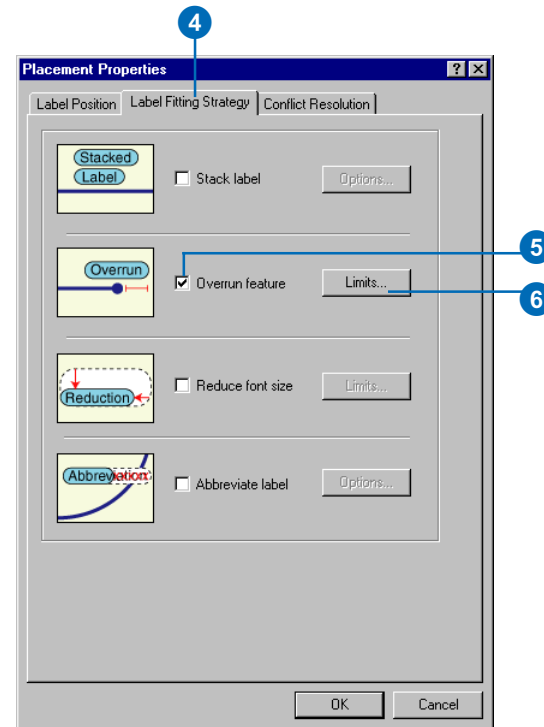 4
Placement Properties
Label Position Label Fitting Strategy Conflict Resolution
Stacked
Label
Stack label Options...
5
Overrun
Overrun feature Limits...
6
Reduction
Reduce font size Limits...
Abbreviation
Abbreviate label Options...
OK Cancel